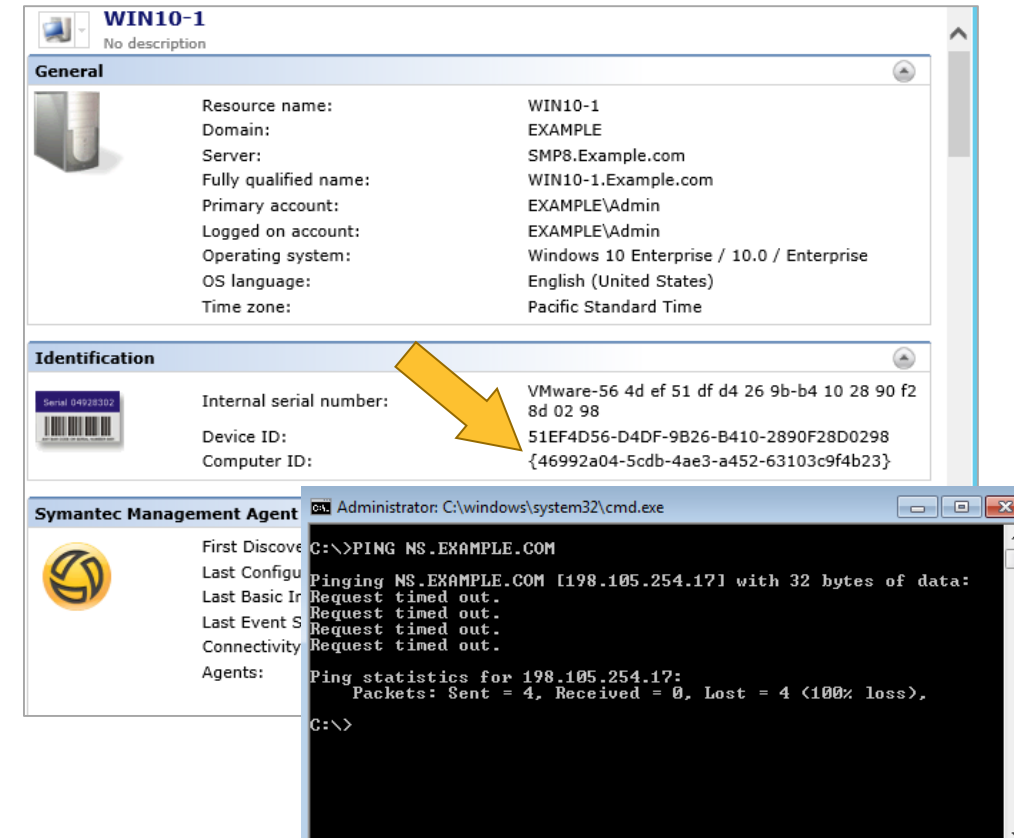 WIN10-1
No description
General
Resource name: WIN10-1
Domain: EXAMPLE
Server: SMP8.Example.com
Fully qualified name: WIN10-1.Example.com
Primary account: EXAMPLE\Admin
Logged on account: EXAMPLE\Admin
Operating system: Windows 10 Enterprise / 10.0 / Enterprise
OS language: English (United States)
Time zone: Pacific Standard Time
Identification
Serial 04928302
Internal serial number: VMware-56 4d ef 51 df d4 26 9b-b4 10 28 90 f2
8d 02 98
Device ID: 51EF4D56-D4DF-9B26-B410-2890F28D0298
Computer ID: {46992a04-5cdb-4ae3-a452-63103c9f4b23}
Symantec Management Agent
First Discove
Last Configu
Last Basic In
Last Event S
Connectivity
Agents:
Administrator: C:\windows\system32\cmd.exe
C:\>PING NS.EXAMPLE.COM
Pinging NS.EXAMPLE.COM [198.105.254.17] with 32 bytes of data:
Request timed out.
Request timed out.
Request timed out.
Request timed out.
Ping statistics for 198.105.254.17:
Packets: Sent = 4, Received = 0, Lost = 4 (100% loss),
C:\>